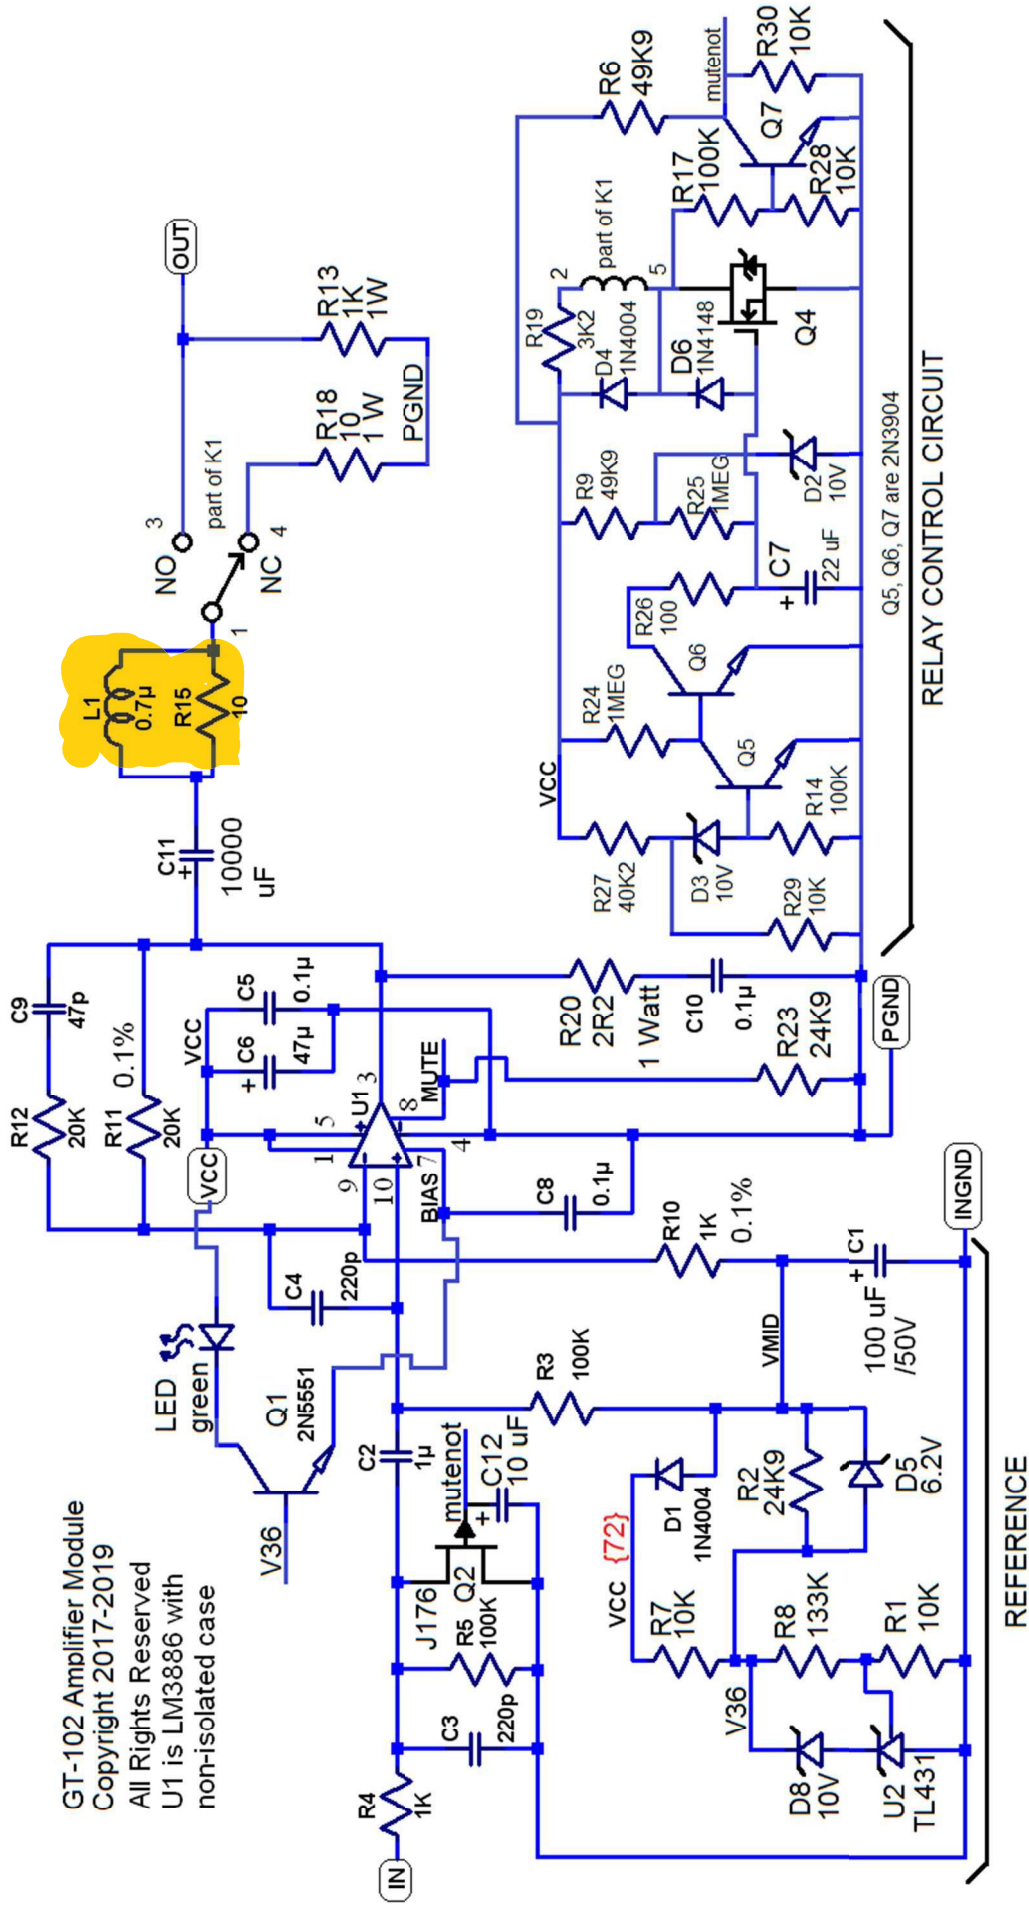 GT-102 Amplifier Module
Copyright 2017-2019
All Rights Reserved
U1 is LM3886 with
non-isolated case
IN
R4
1K
C3
220p
R5
100K
J176
Q2
mutenot
C12
10 uF
+
C2
1µ
V36
Q1
2N5551
LED
green
C4
220p
R3
100K
VCC
R12
20K
C9
47p
R11
20K
0.1%
VCC
C6
47µ
+
C5
0.1µ
U1
1
5
3
9
10
7
8
4
+
-
-
+
BIAS
MUTE
C8
0.1µ
R10
1K
0.1%
VMID
C1
100 uF
/50V
+
INGND
PGND
R20
2R2
1 Watt
C10
0.1µ
R23
24K9
C11
10000
uF
+
L1
0.7µ
R15
10
1
NO
3
part of K1
NC
4
OUT
R13
1K
1W
R18
10
1 W
PGND
{72}
VCC
D1
1N4004
R7
10K
R2
24K9
D5
6.2V
V36
R8
133K
R1
10K
D8
10V
U2
TL431
REFERENCE
VCC
R27
40K2
D3
10V
R29
10K
R14
100K
Q5
R24
1MEG
Q6
R26
100
C7
22 uF
+
R9
49K9
R25
1MEG
D2
10V
R19
3K2
D4
1N4004
D6
1N4148
2
part of K1
5
Q4
R6
49K9
R17
100K
R28
10K
Q7
mutenot
R30
10K
Q5, Q6, Q7 are 2N3904
RELAY CONTROL CIRCUIT